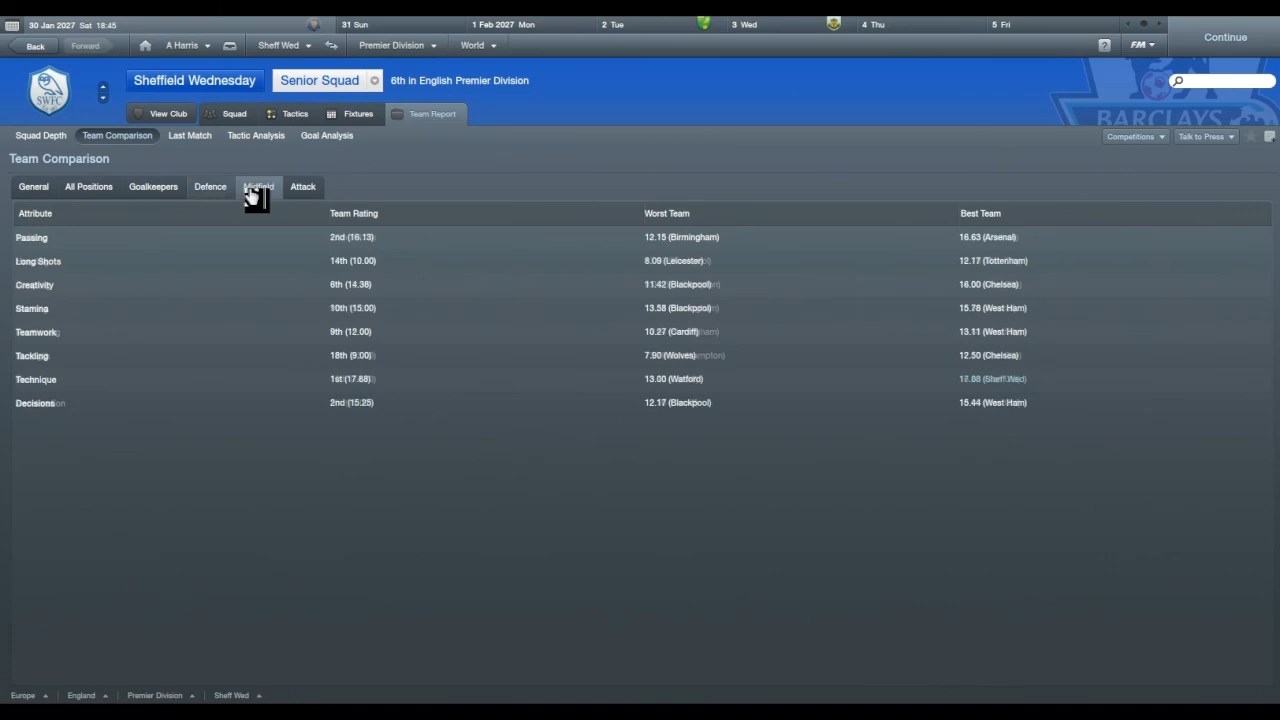 30 Jan 2027 Sat 18:45 31 Sun 1 Feb 2027 Mon 2 Tue 3 Wed 4 Thu 5 Fri
Continue
Back Forward A Harris Sheff Wed Premier Division World ? FM
SWFC Sheffield Wednesday Senior Squad 6th in English Premier Division
BARCLAYS
View Club Squad Tactics Fixtures Team Report
Squad Depth Team Comparison Last Match Tactic Analysis Goal Analysis Competitions Talk to Press
Team Comparison
General All Positions Goalkeepers Defence Midfield Attack
Attribute Team Rating Worst Team Best Team
Passing 2nd (16.13) 12.15 (Birmingham) 16.63 (Arsenal)
Long Shots 14th (10.00) 8.09 (Leicester) 12.17 (Tottenham)
Creativity 6th (14.38) 11.42 (Blackpool) 16.00 (Chelsea)
Stamina 10th (15.00) 13.58 (Blackpool) 15.78 (West Ham)
Teamwork 9th (12.00) 10.27 (Cardiff) 13.11 (West Ham)
Tackling 18th (9.00) 7.90 (Wolves) 12.50 (Chelsea)
Technique 1st (17.88) 13.00 (Watford) 17.88 (Sheff Wed)
Decisions 2nd (15.25) 12.17 (Blackpool) 15.44 (West Ham)
Europe England Premier Division Sheff Wed